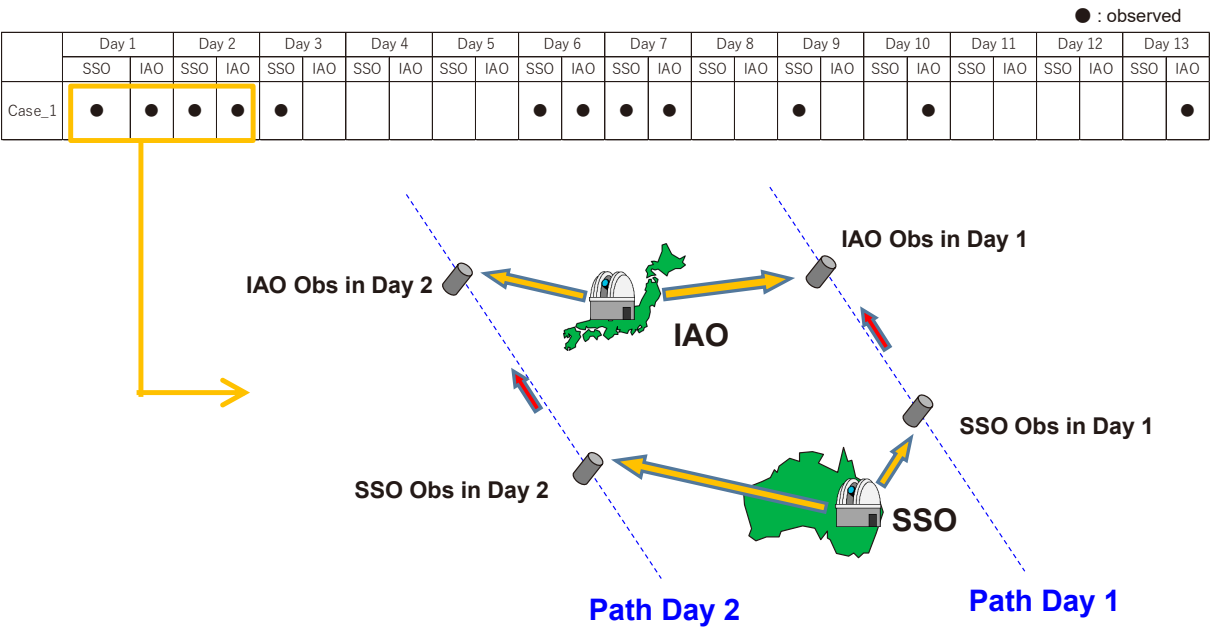 ● : observed
Day 1 Day 2 Day 3 Day 4 Day 5 Day 6 Day 7 Day 8 Day 9 Day 10 Day 11 Day 12 Day 13
SSO IAO SSO IAO SSO IAO SSO IAO SSO IAO SSO IAO SSO IAO SSO IAO SSO IAO SSO IAO SSO IAO SSO IAO SSO IAO
Case_1 ● ● ● ● ● ● ● ● ● ● ● ●
IAO Obs in Day 1
IAO Obs in Day 2
IAO
SSO Obs in Day 1
SSO Obs in Day 2
SSO
Path Day 2
Path Day 1